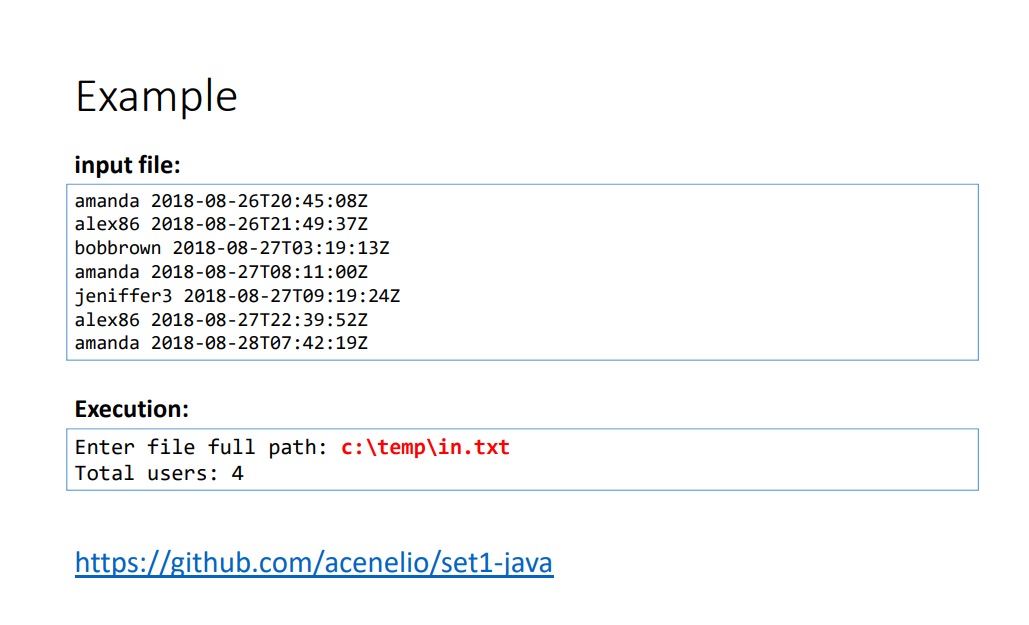 Example
input file:
amanda 2018-08-26T20:45:08Z
alex86 2018-08-26T21:49:37Z
bobbrown 2018-08-27T03:19:13Z
amanda 2018-08-27T08:11:00Z
jeniffer3 2018-08-27T09:19:24Z
alex86 2018-08-27T22:39:52Z
amanda 2018-08-28T07:42:19Z
Execution:
Enter file full path: c:\temp\in.txt
Total users: 4
https://github.com/acenelio/set1-java